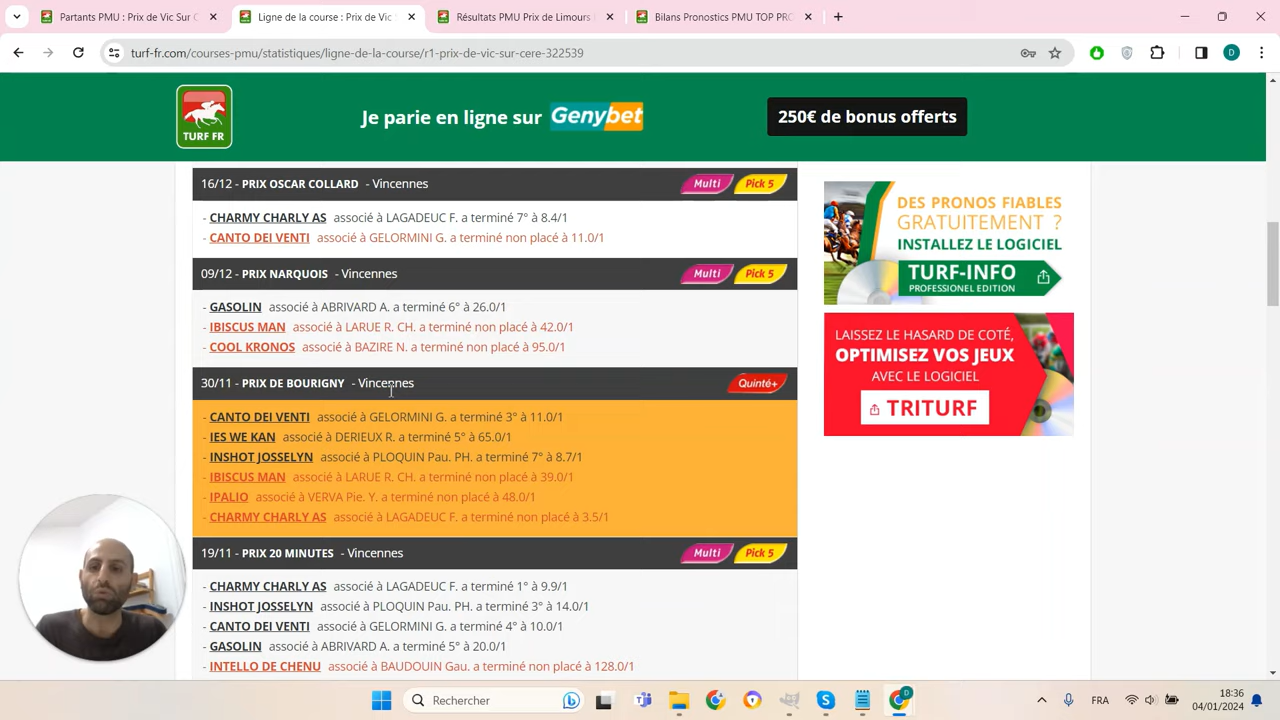 Partants PMU : Prix de Vic Sur C
Ligne de la course : Prix de Vic S
Résultats PMU Prix de Limours
Bilans Pronostics PMU TOP PRO
turf-fr.com/courses-pmu/statistiques/ligne-de-la-course/r1-prix-de-vic-sur-cere-322539
D
TURF FR
Je parie en ligne sur Genybet
250€ de bonus offerts
16/12 - PRIX OSCAR COLLARD - Vincennes Multi Pick 5
- CHARMY CHARLY AS associé à LAGADEUC F. a terminé 7° à 8.4/1
- CANTO DEI VENTI associé à GELORMINI G. a terminé non placé à 11.0/1
09/12 - PRIX NARQUOIS - Vincennes Multi Pick 5
- GASOLIN associé à ABRIVARD A. a terminé 6° à 26.0/1
- IBISCUS MAN associé à LARUE R. CH. a terminé non placé à 42.0/1
- COOL KRONOS associé à BAZIRE N. a terminé non placé à 95.0/1
30/11 - PRIX DE BOURIGNY - Vincennes Quinté+
- CANTO DEI VENTI associé à GELORMINI G. a terminé 3° à 11.0/1
- IES WE KAN associé à DERIEUX R. a terminé 5° à 65.0/1
- INSHOT JOSSELYN associé à PLOQUIN Pau. PH. a terminé 7° à 8.7/1
- IBISCUS MAN associé à LARUE R. CH. a terminé non placé à 39.0/1
- IPALIO associé à VERVA Pie. Y. a terminé non placé à 48.0/1
- CHARMY CHARLY AS associé à LAGADEUC F. a terminé non placé à 3.5/1
19/11 - PRIX 20 MINUTES - Vincennes Multi Pick 5
- CHARMY CHARLY AS associé à LAGADEUC F. a terminé 1° à 9.9/1
- INSHOT JOSSELYN associé à PLOQUIN Pau. PH. a terminé 3° à 14.0/1
- CANTO DEI VENTI associé à GELORMINI G. a terminé 4° à 10.0/1
- GASOLIN associé à ABRIVARD A. a terminé 5° à 20.0/1
- INTELLO DE CHENU associé à BAUDOUIN Gau. a terminé non placé à 128.0/1
DES PRONOS FIABLES
GRATUITEMENT ?
INSTALLEZ LE LOGICIEL
TURF-INFO
PROFESSIONEL EDITION
LAISSEZ LE HASARD DE COTÉ,
OPTIMISEZ VOS JEUX
AVEC LE LOGICIEL
TRITURF
Rechercher
FRA
18:36
04/01/2024